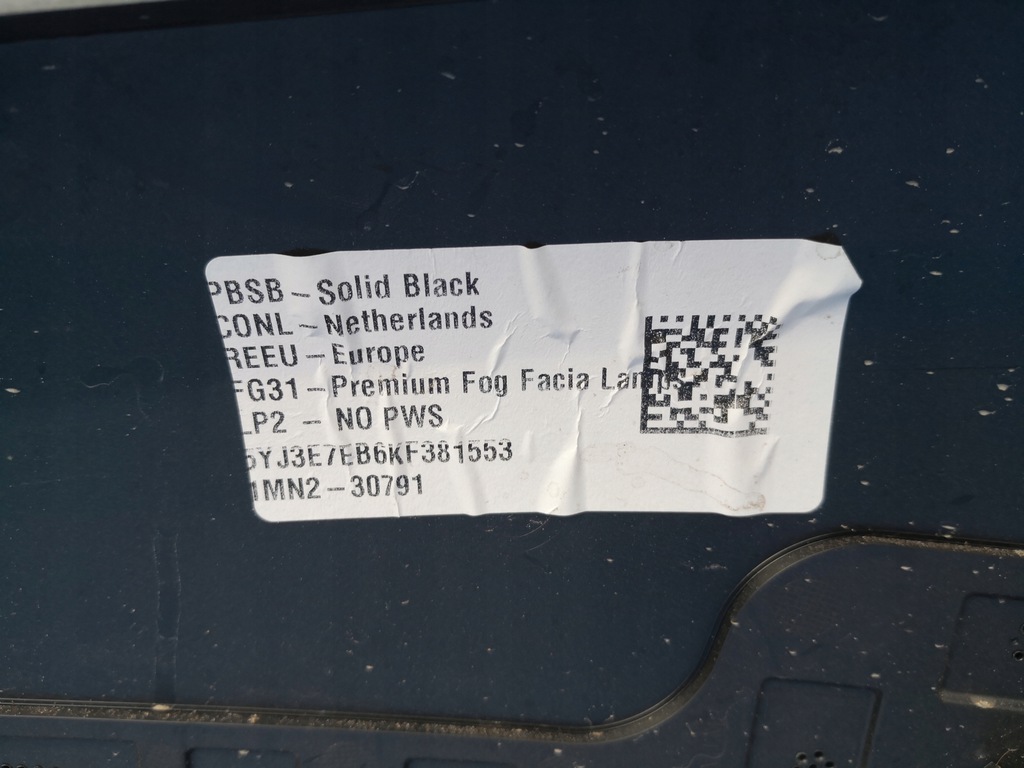 PBSB - Solid Black
CONL - Netherlands
REEU - Europe
FG31 - Premium Fog Facia Lamps
LP2 - NO PWS
5YJ3E7EB6KF381553
1MN2-30791